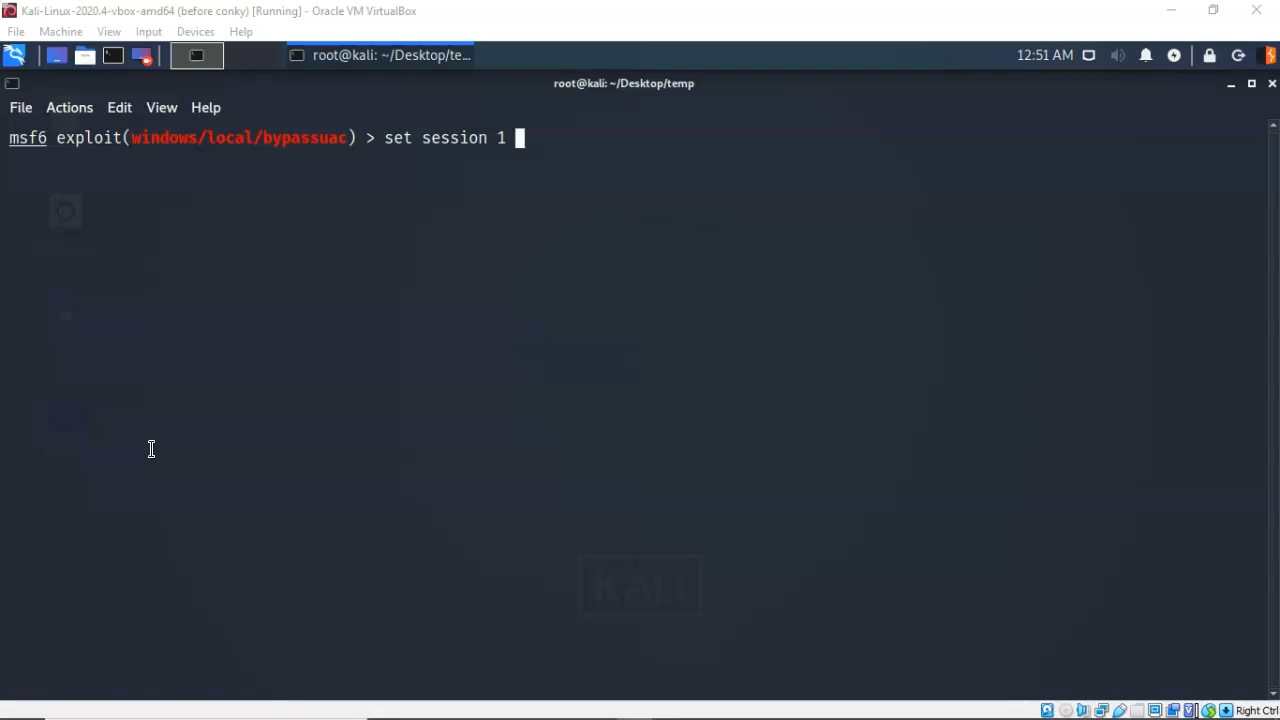 Kali-Linux-2020.4-vbox-amd64 (before conky) [Running] - Oracle VM VirtualBox
File Machine View Input Devices Help
root@kali: ~/Desktop/te... 12:51 AM
root@kali: ~/Desktop/temp
File Actions Edit View Help
msf6 exploit(windows/local/bypassuac) > set session 1
KALI
Right Ctrl